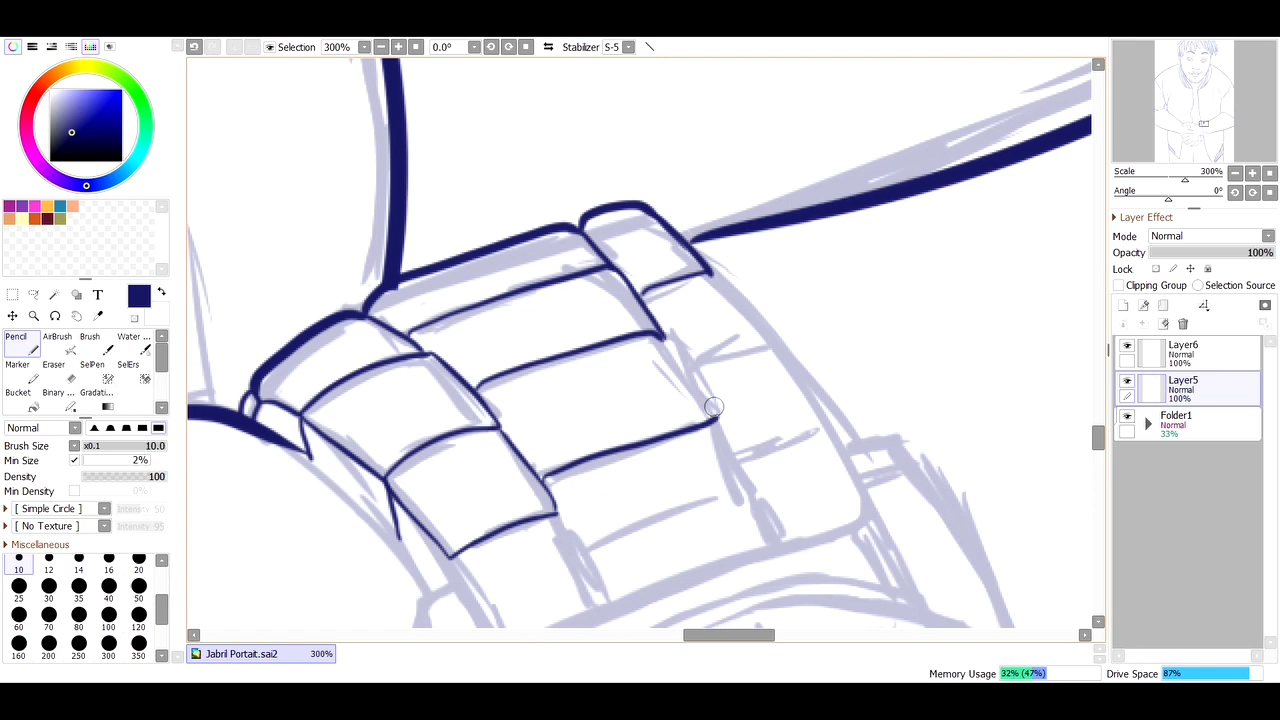 Selection 300% 0.0° Stabilizer S-5
T
Pencil AirBrush Brush Water ...
Marker Eraser SelPen SelErs
Bucket Binary ... Gradati...
Normal
Brush Size x0.1 10.0
Min Size 2%
Density 100
Min Density 0%
[ Simple Circle ] Intensity 50
[ No Texture ] Intensity 95
Miscellaneous
10 12 14 16 20
25 30 35 40 50
60 70 80 100 120
160 200 250 300 350
Jabril Portait.sai2 300%
Scale 300%
Angle 0°
Layer Effect
Mode Normal
Opacity 100%
Lock
Clipping Group Selection Source
Layer6
Normal
100%
Layer5
Normal
100%
Folder1
Normal
33%
Memory Usage 32% (47%) Drive Space 87%